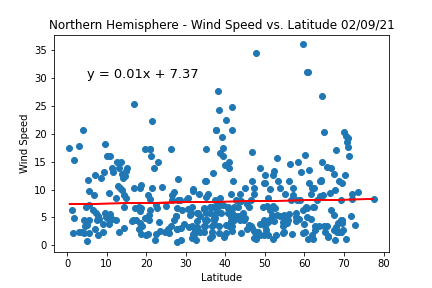 Northern Hemisphere - Wind Speed vs. Latitude 02/09/21
35
30
25
20
15
10
5
0
Wind Speed
y = 0.01x + 7.37
0 10 20 30 40 50 60 70 80
Latitude